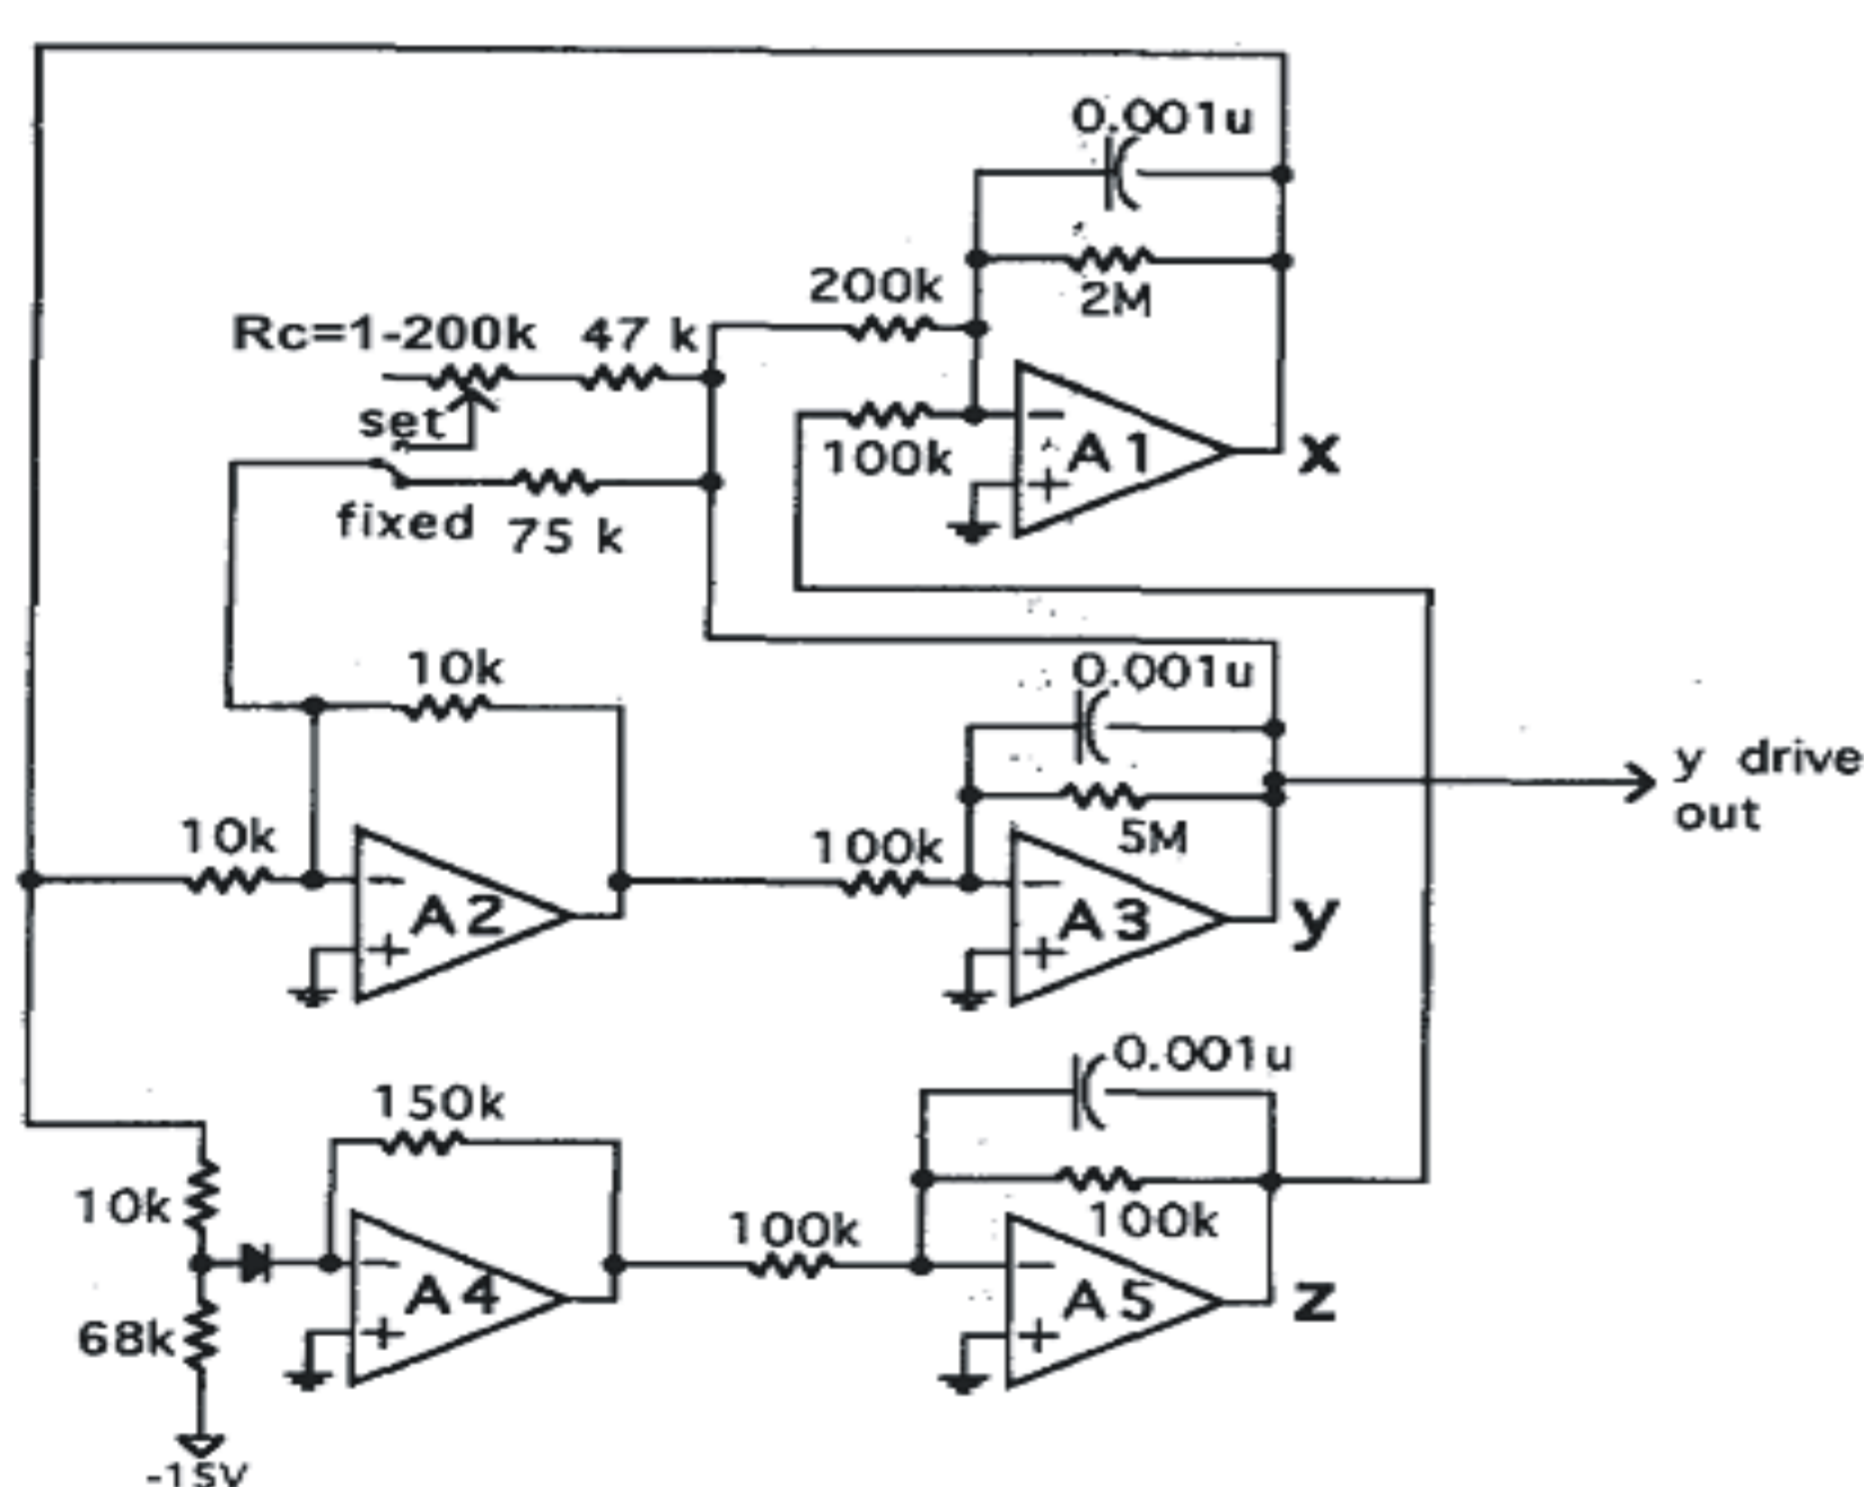 0.001u
2M
200k
Rc=1-200k 47 k
set
100k
A1
x
fixed 75 k
10k
0.001u
y drive
out
5M
10k
100k
A2
A3
y
0.001u
150k
10k
100k
100k
A4
A5
z
68k
-15V